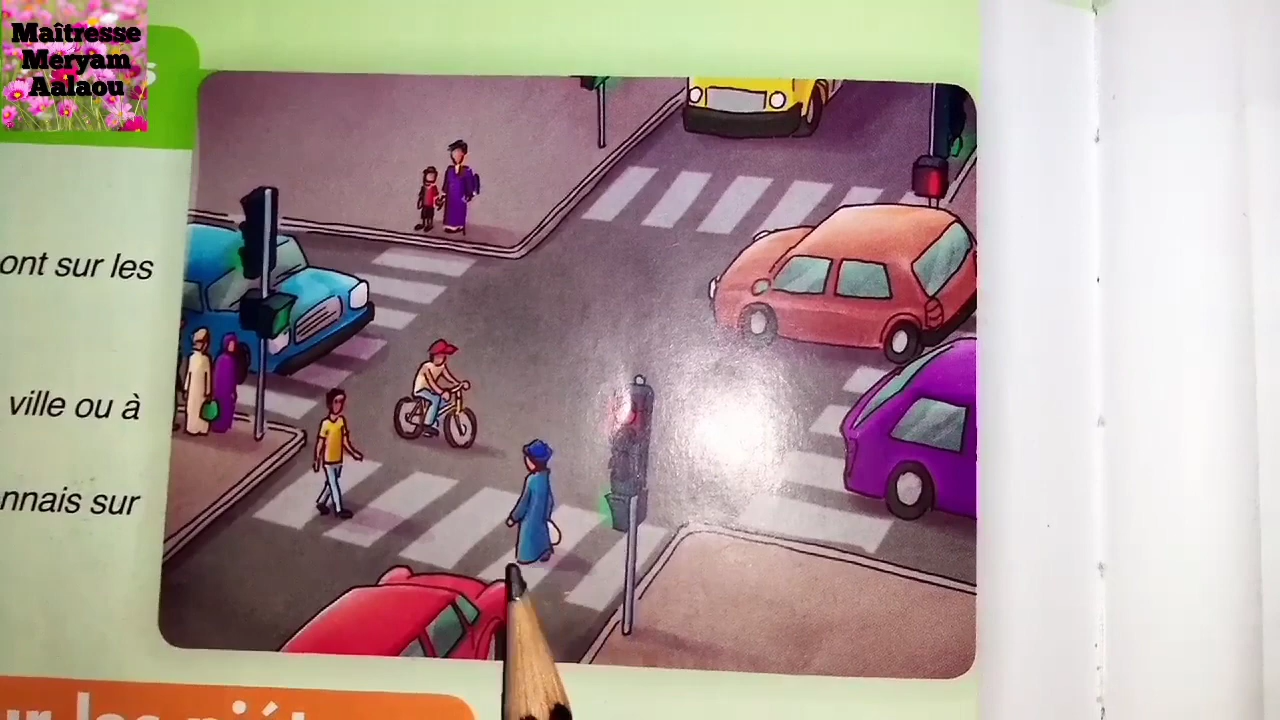 Maîtresse
Meryam
Aalaou
ont sur les
ville ou à
nnais sur